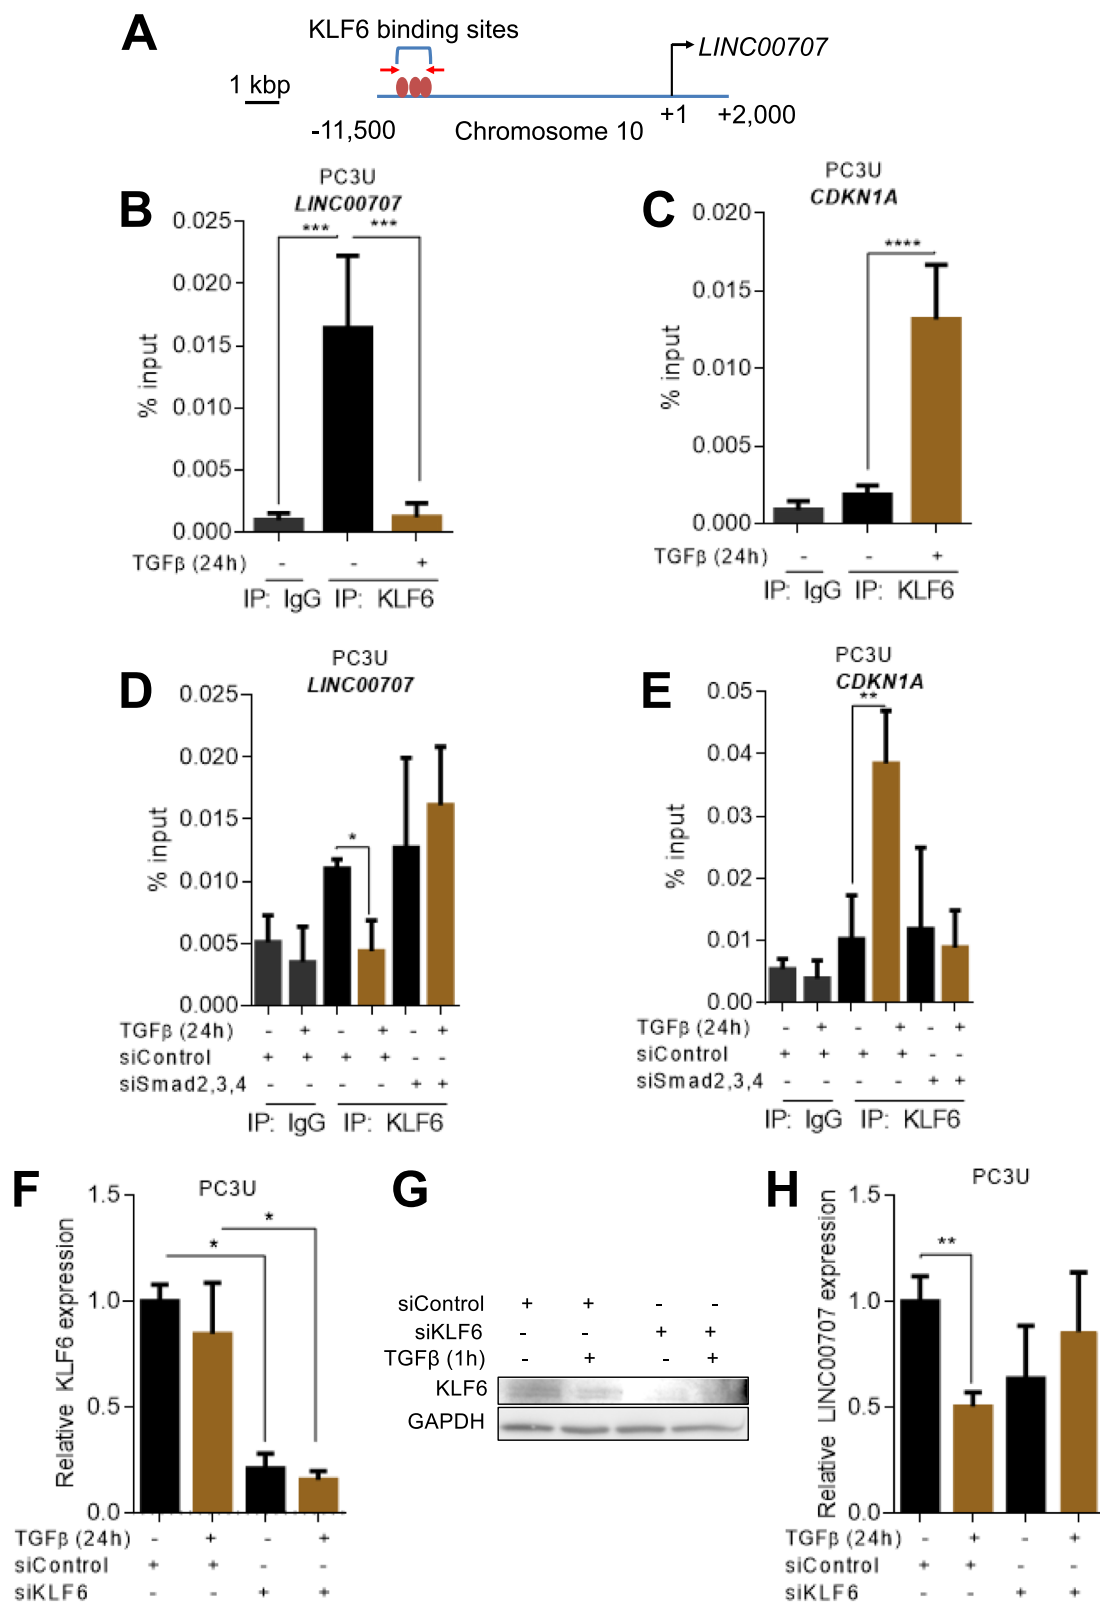 A
KLF6 binding sites
LINC00707
1 kbp
+1
+2,000
-11,500
Chromosome 10
B
PC3U
LINC00707
% input
0.025
0.020
0.015
0.010
0.005
0.000
***
***
TGFβ (24h)
- - +
IP: IgG IP: KLF6
C
PC3U
CDKN1A
% input
0.020
0.015
0.010
0.005
0.000
****
TGFβ (24h)
- - +
IP: IgG IP: KLF6
D
PC3U
LINC00707
% input
0.025
0.020
0.015
0.010
0.005
0.000
*
TGFβ (24h) - + - + - +
siControl + + + + - -
siSmad2,3,4 - - - - + +
IP: IgG IP: KLF6
E
PC3U
CDKN1A
% input
0.05
0.04
0.03
0.02
0.01
0.00
**
TGFβ (24h) - + - + - +
siControl + + + + - -
siSmad2,3,4 - - - - + +
IP: IgG IP: KLF6
F
PC3U
Relative KLF6 expression
1.5
1.0
0.5
0.0
*
*
TGFβ (24h) - + - +
siControl + + - -
siKLF6 - - + +
G
siControl + + - -
siKLF6 - - + +
TGFβ (1h) - + - +
KLF6
GAPDH
H
PC3U
Relative LINC00707 expression
1.5
1.0
0.5
0.0
**
TGFβ (24h) - + - +
siControl + + - -
siKLF6 - - + +